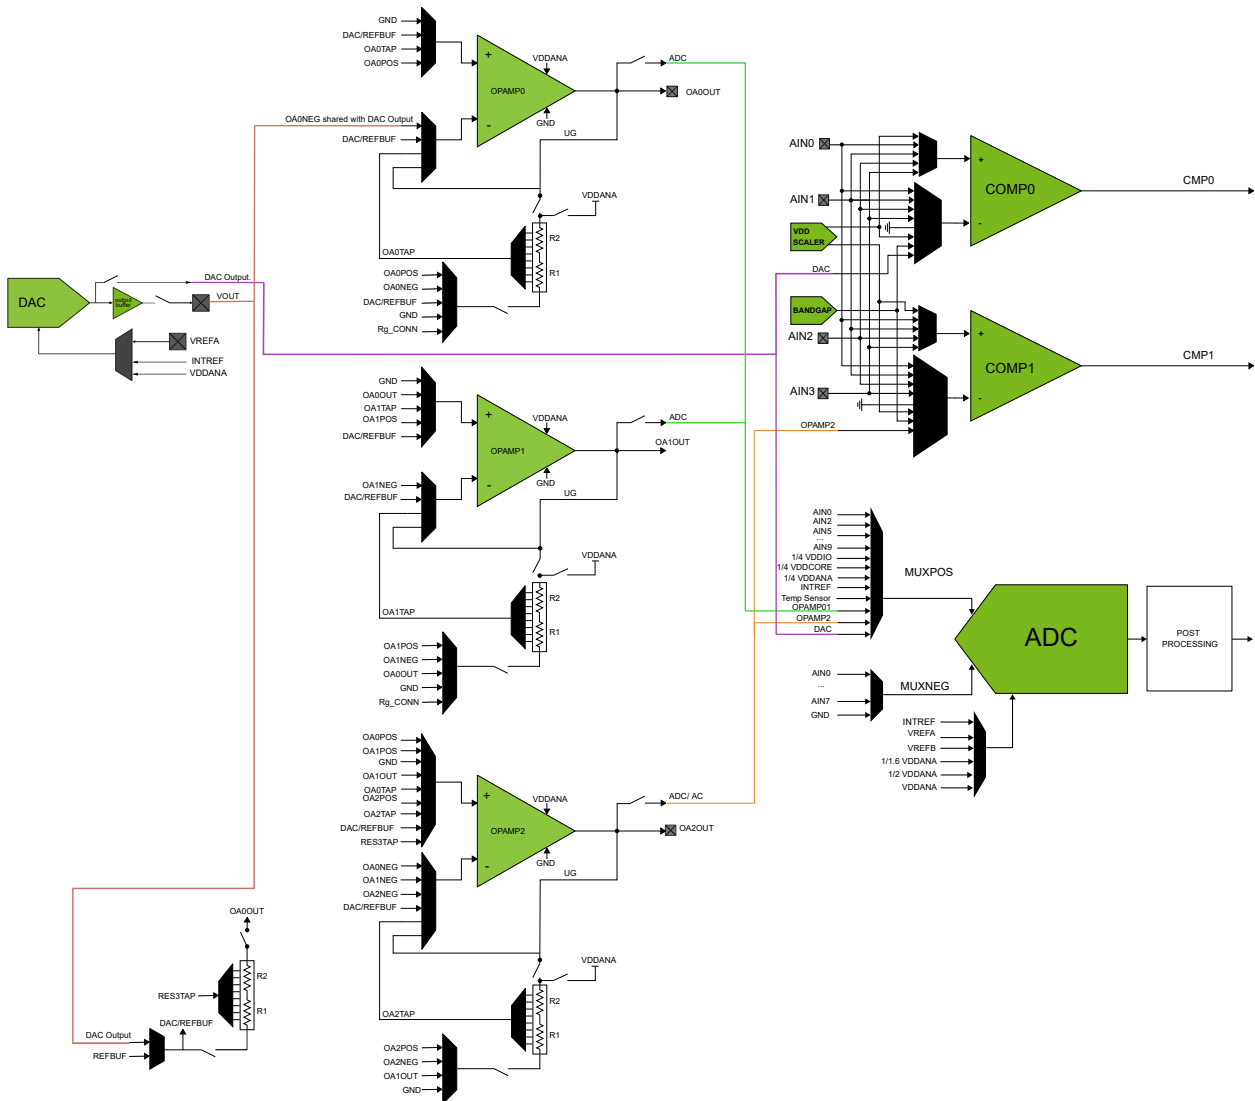 GND
DAC/REFBUF
OA0TAP
OA0POS
+
-
OPAMP0
VDDANA
GND
UG
ADC
OA0OUT
OA0NEG shared with DAC Output
DAC/REFBUF
VDDANA
R2
R1
OA0TAP
OA0POS
OA0NEG
DAC/REFBUF
GND
Rg_CONN
DAC
output
buffer
DAC Output.
VOUT
VREFA
INTREF
VDDANA
GND
OA0OUT
OA1TAP
OA1POS
DAC/REFBUF
+
-
OPAMP1
VDDANA
GND
UG
ADC
OA1OUT
OA1NEG
DAC/REFBUF
VDDANA
R2
R1
OA1TAP
OA1POS
OA1NEG
OA0OUT
GND
Rg_CONN
OA0POS
OA1POS
GND
OA1OUT
OA0TAP
OA2POS
OA2TAP
DAC/REFBUF
RES3TAP
+
-
OPAMP2
VDDANA
GND
UG
ADC/ AC
OA2OUT
OA0NEG
OA1NEG
OA2NEG
DAC/REFBUF
VDDANA
R2
R1
OA2TAP
OA2POS
OA2NEG
OA1OUT
GND
OA0OUT
R2
R1
RES3TAP
DAC/REFBUF
DAC Output
REFBUF
AIN0
AIN1
VDD
SCALER
DAC
BANDGAP
AIN2
AIN3
OPAMP2
+
-
COMP0
CMP0
+
-
COMP1
CMP1
AIN0
AIN2
AIN5
...
AIN9
1/4 VDDIO
1/4 VDDCORE
1/4 VDDANA
INTREF
Temp Sensor
OPAMP01
OPAMP2
DAC
MUXPOS
AIN0
...
AIN7
GND
MUXNEG
INTREF
VREFA
VREFB
1/1.6 VDDANA
1/2 VDDANA
VDDANA
ADC
POST
PROCESSING